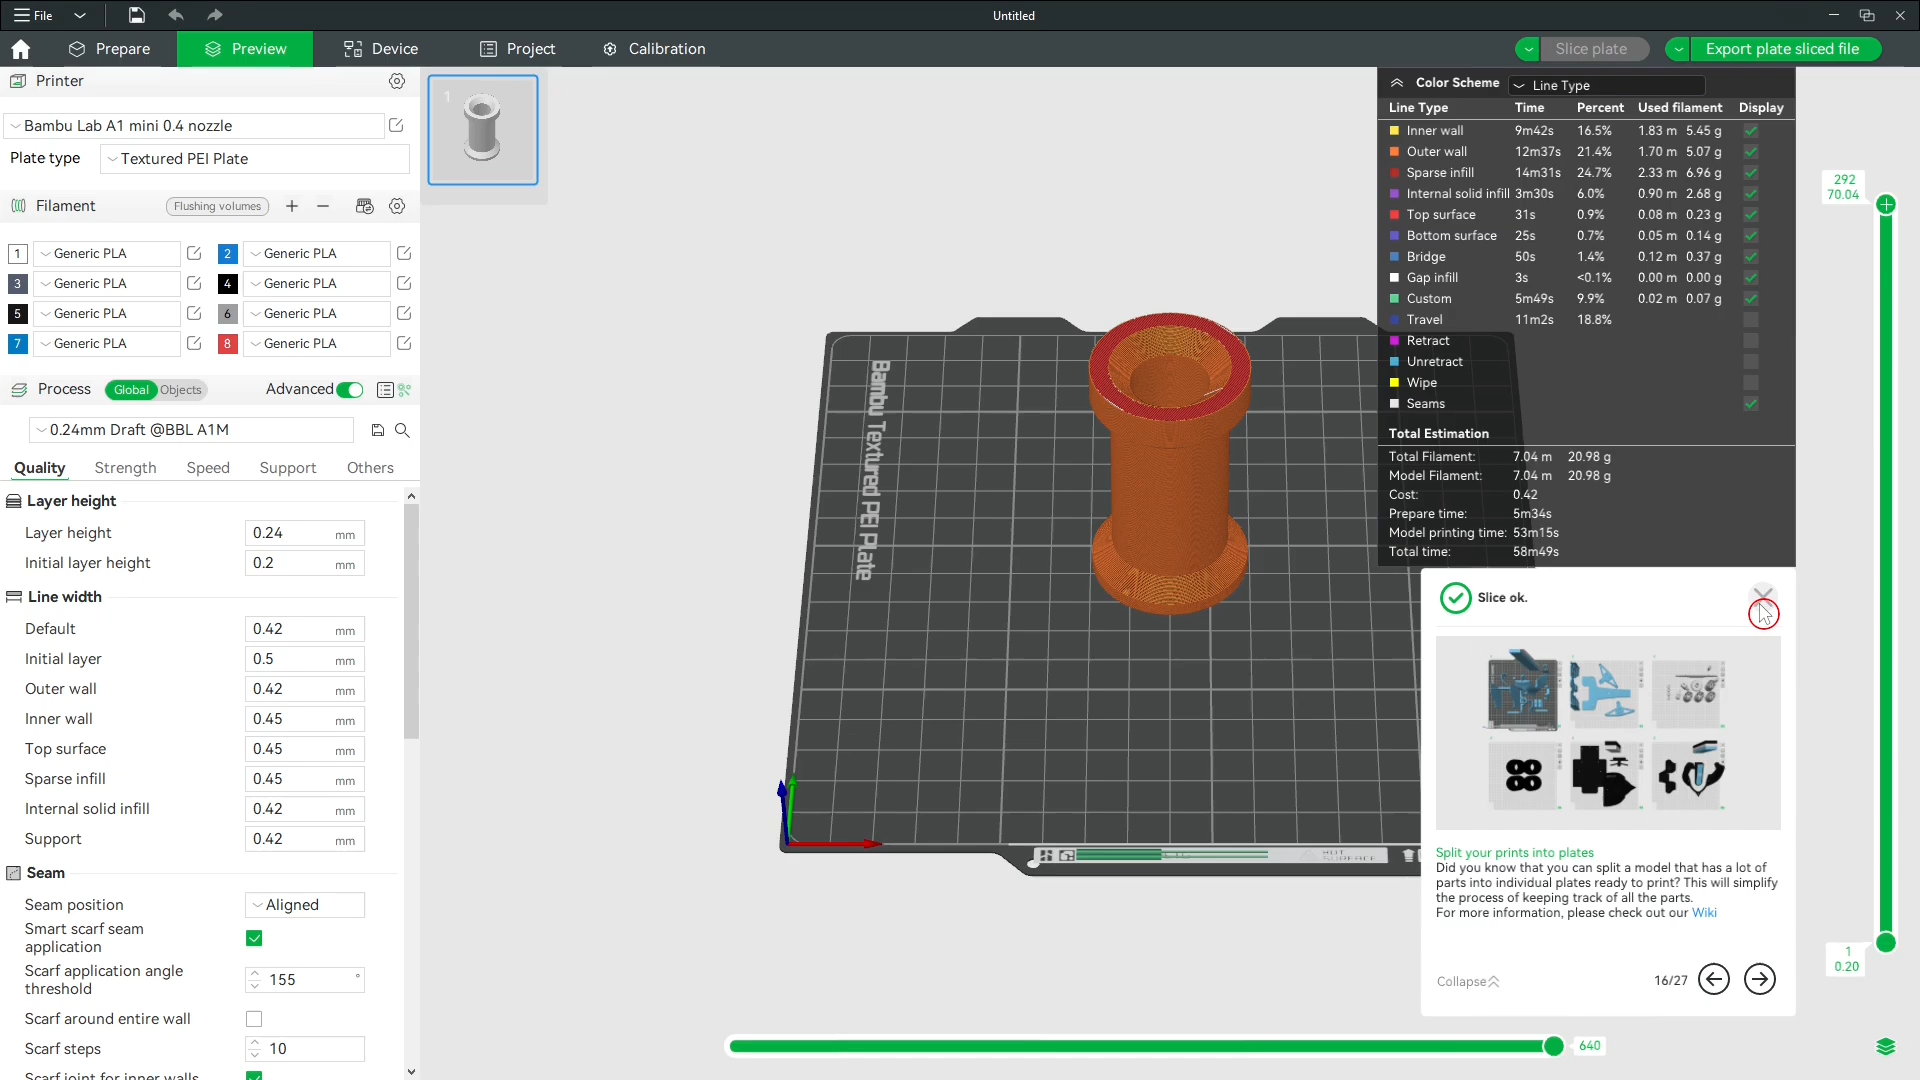 File
Untitled
Prepare
Preview
Device
Project
Calibration
Slice plate
Export plate sliced file
Printer
Bambu Lab A1 mini 0.4 nozzle
Plate type
Textured PEI Plate
Filament
Flushing volumes
1 Generic PLA
2 Generic PLA
3 Generic PLA
4 Generic PLA
5 Generic PLA
6 Generic PLA
7 Generic PLA
8 Generic PLA
Process
Global
Objects
Advanced
0.24mm Draft @BBL A1M
Quality
Strength
Speed
Support
Others
Layer height
Layer height 0.24 mm
Initial layer height 0.2 mm
Line width
Default 0.42 mm
Initial layer 0.5 mm
Outer wall 0.42 mm
Inner wall 0.45 mm
Top surface 0.45 mm
Sparse infill 0.45 mm
Internal solid infill 0.42 mm
Support 0.42 mm
Seam
Seam position Aligned
Smart scarf seam
application
Scarf application angle
threshold
155 °
Scarf around entire wall
Scarf steps 10
Scarf joint for inner walls
1
Bambu Textured PEI Plate
Color Scheme Line Type
Line Type Time Percent Used filament Display
Inner wall 9m42s 16.5% 1.83 m 5.45 g
Outer wall 12m37s 21.4% 1.70 m 5.07 g
Sparse infill 14m31s 24.7% 2.33 m 6.96 g
Internal solid infill 3m30s 6.0% 0.90 m 2.68 g
Top surface 31s 0.9% 0.08 m 0.23 g
Bottom surface 25s 0.7% 0.05 m 0.14 g
Bridge 50s 1.4% 0.12 m 0.37 g
Gap infill 3s <0.1% 0.00 m 0.00 g
Custom 5m49s 9.9% 0.02 m 0.07 g
Travel 11m2s 18.8%
Retract
Unretract
Wipe
Seams
Total Estimation
Total Filament: 7.04 m 20.98 g
Model Filament: 7.04 m 20.98 g
Cost: 0.42
Prepare time: 5m34s
Model printing time: 53m15s
Total time: 58m49s
Slice ok.
Split your prints into plates
Did you know that you can split a model that has a lot of
parts into individual plates ready to print? This will simplify
the process of keeping track of all the parts.
For more information, please check out our Wiki
Collapse
16/27
292
70.04
1
0.20
640